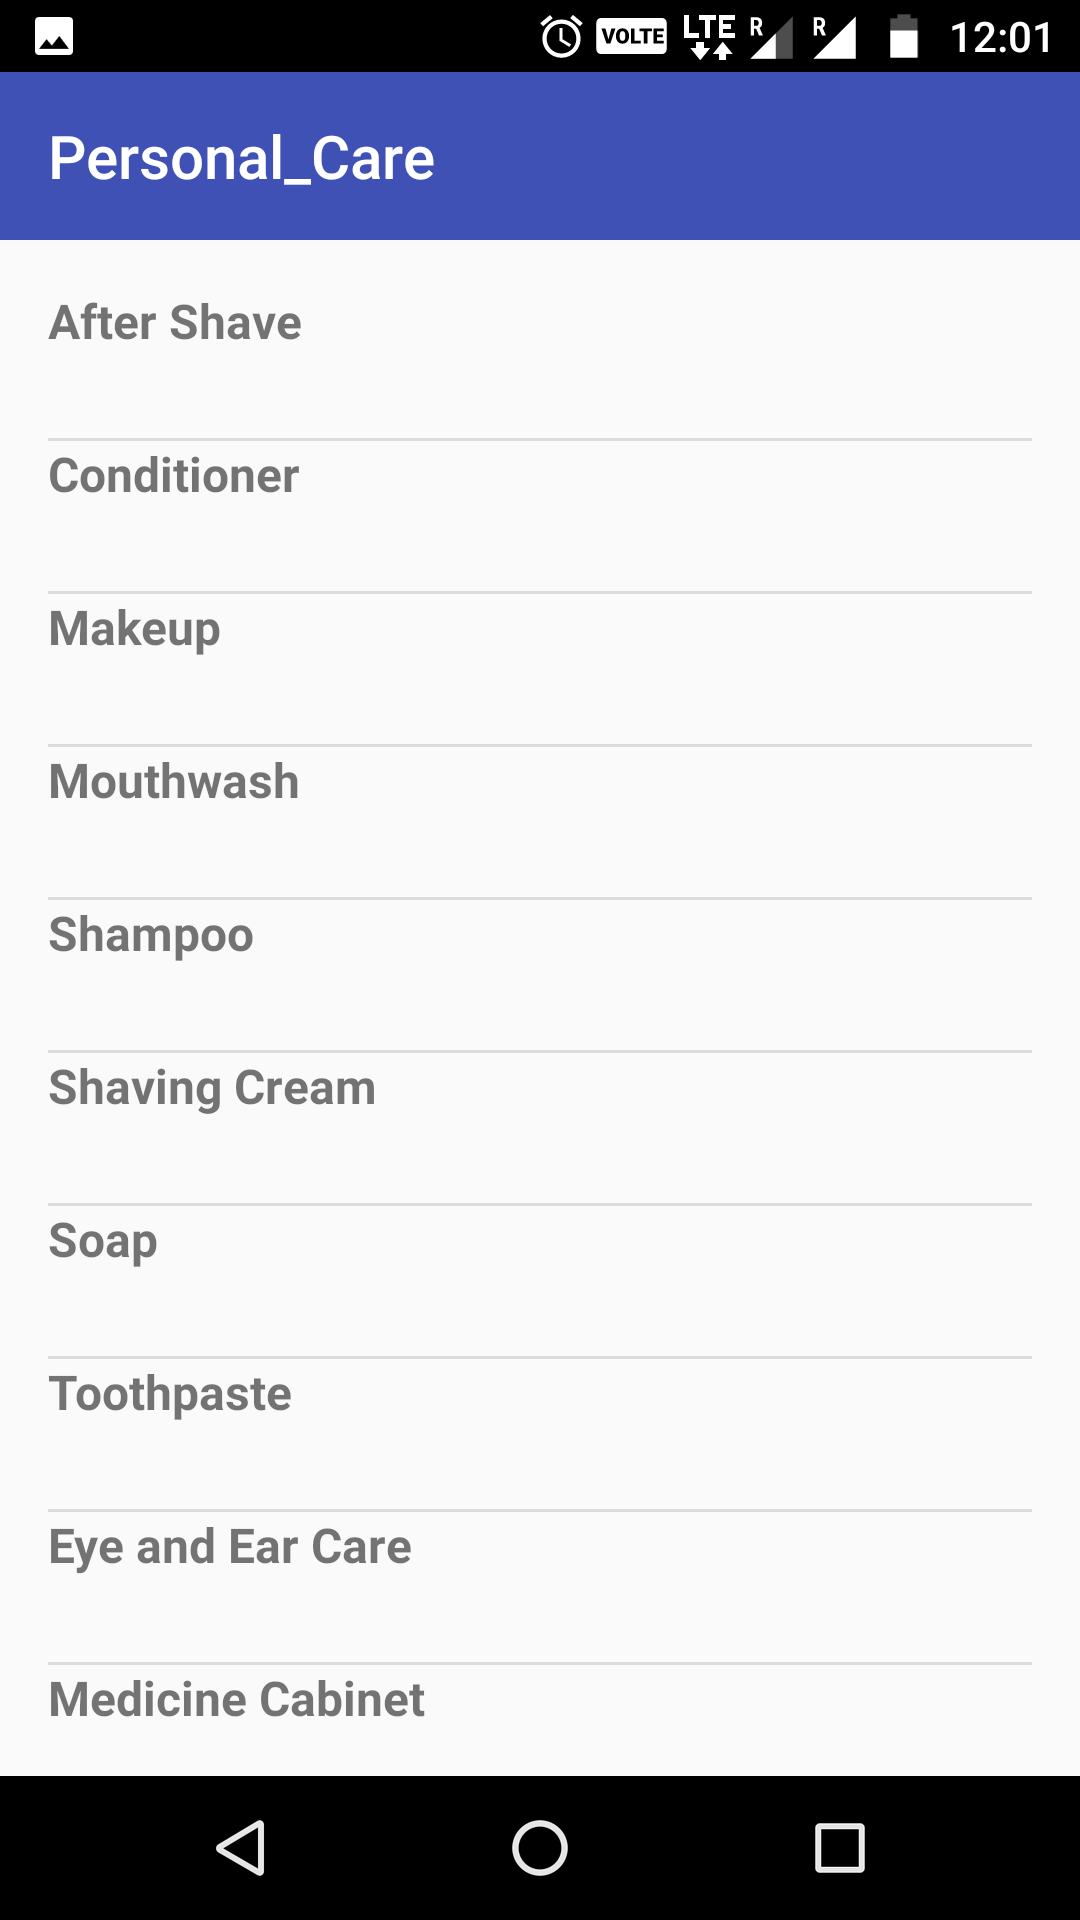 VOLTE LTE R R 12:01
Personal_Care
After Shave
Conditioner
Makeup
Mouthwash
Shampoo
Shaving Cream
Soap
Toothpaste
Eye and Ear Care
Medicine Cabinet